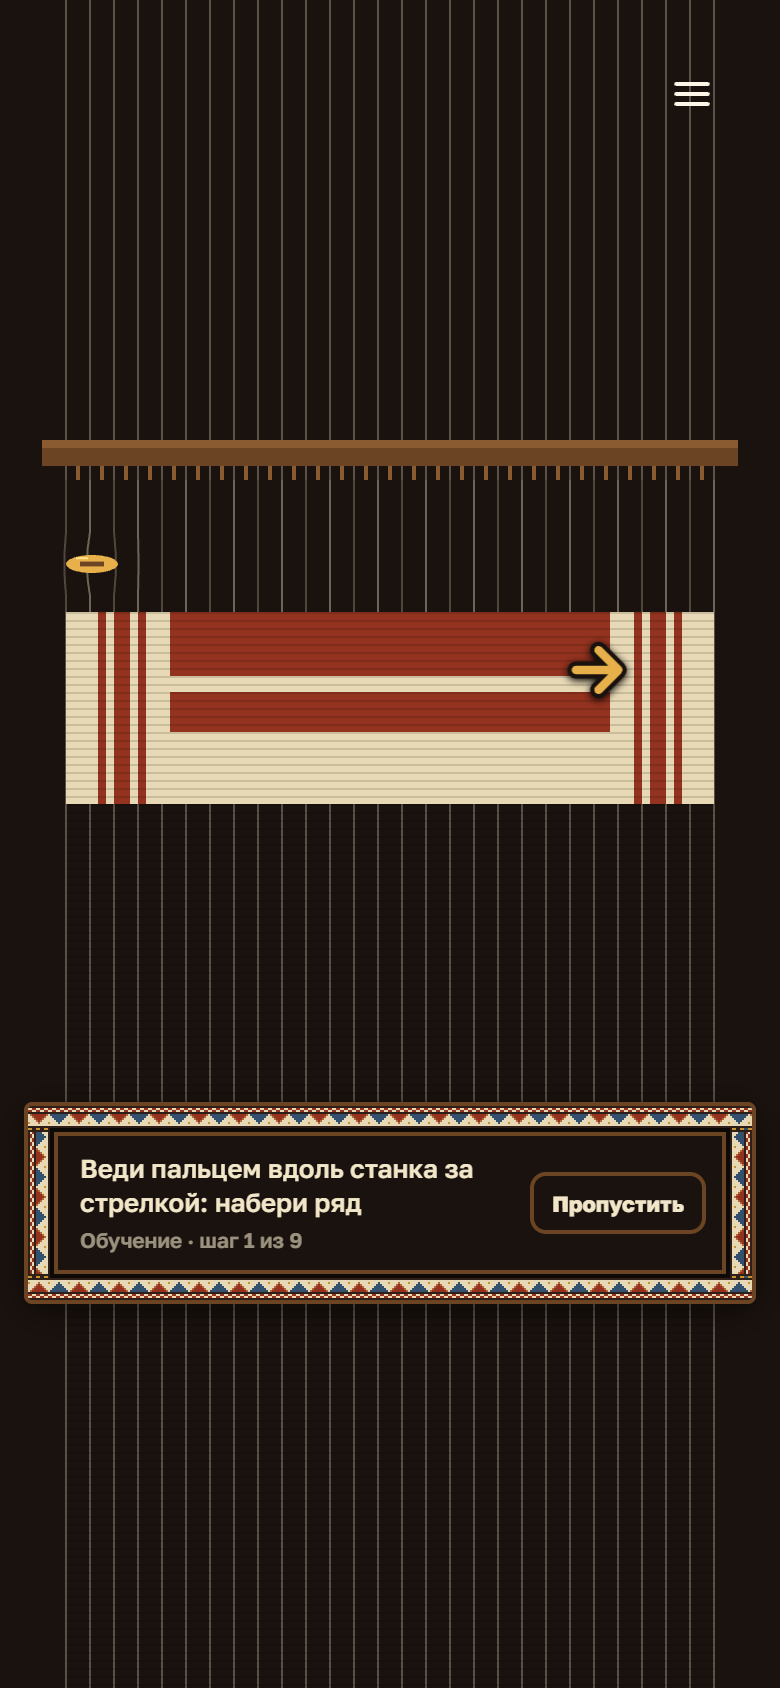 Веди пальцем вдоль станка за
стрелкой: набери ряд
Обучение · шаг 1 из 9
Пропустить